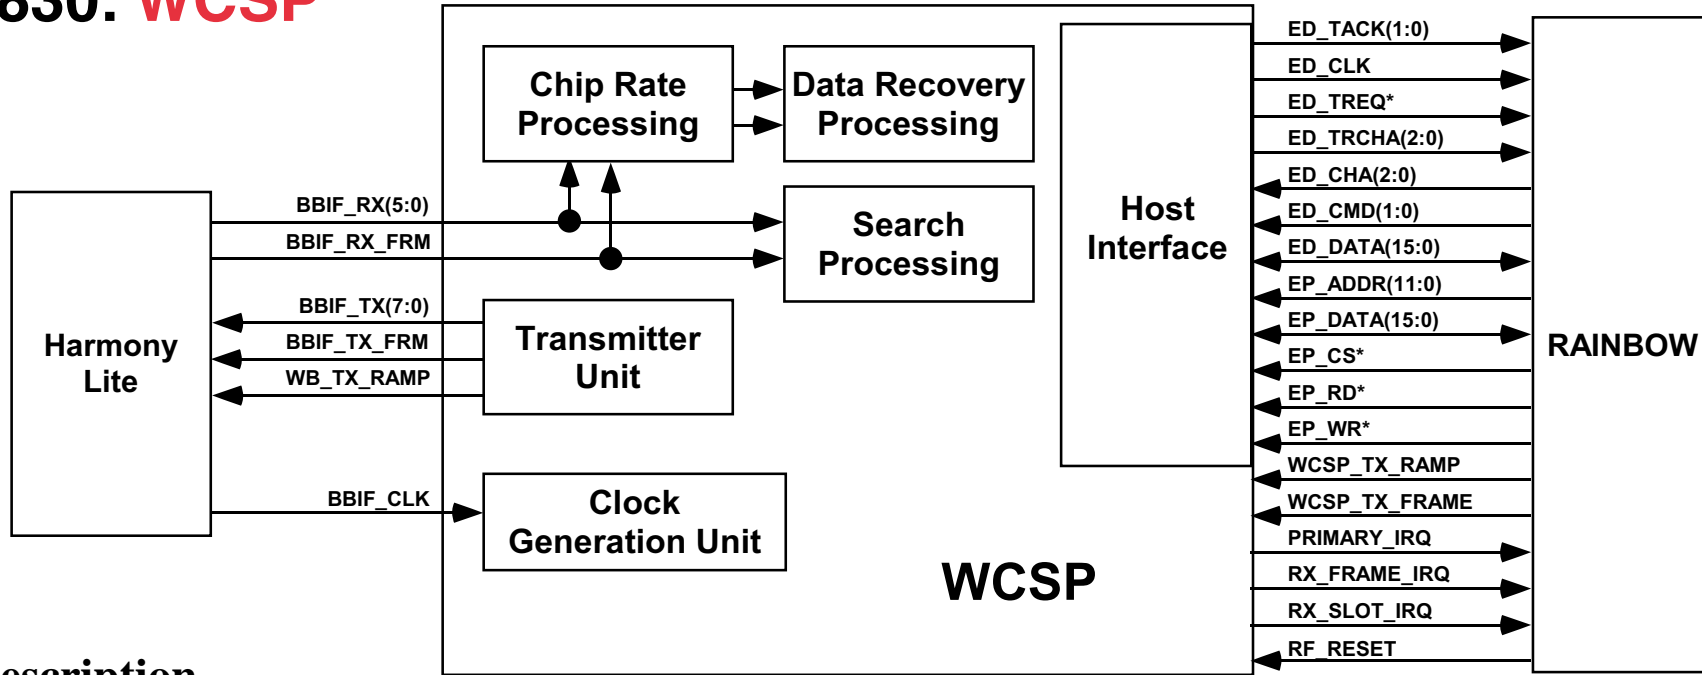 830: WCSP
Chip Rate
Processing
Data Recovery
Processing
Search
Processing
Transmitter
Unit
Clock
Generation Unit
Host
Interface
WCSP
Harmony
Lite
RAINBOW
BBIF_RX(5:0)
BBIF_RX_FRM
BBIF_TX(7:0)
BBIF_TX_FRM
WB_TX_RAMP
BBIF_CLK
ED_TACK(1:0)
ED_CLK
ED_TREQ*
ED_TRCHA(2:0)
ED_CHA(2:0)
ED_CMD(1:0)
ED_DATA(15:0)
EP_ADDR(11:0)
EP_DATA(15:0)
EP_CS*
EP_RD*
EP_WR*
WCSP_TX_RAMP
WCSP_TX_FRAME
PRIMARY_IRQ
RX_FRAME_IRQ
RX_SLOT_IRQ
RF_RESET
escription